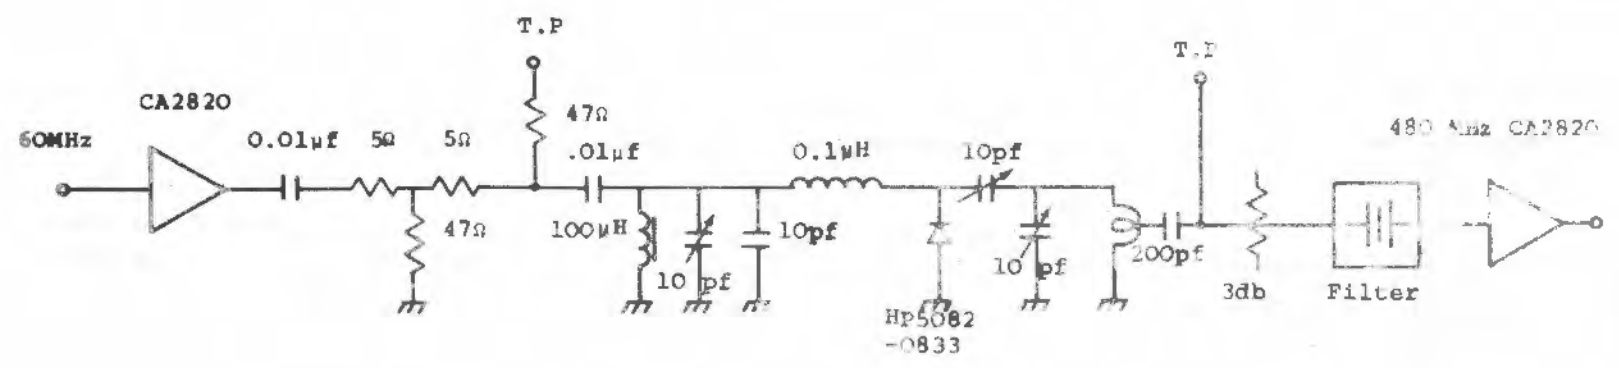 T.P
T.P
CA2820
47Ω
480 MHz CA2820
60MHz
0.01µf
5Ω
5Ω
.01µf
0.1µH
10pf
47Ω
100µH
10pf
200pf
10 pf
10 pf
3db
Filter
Hp5082
-0833